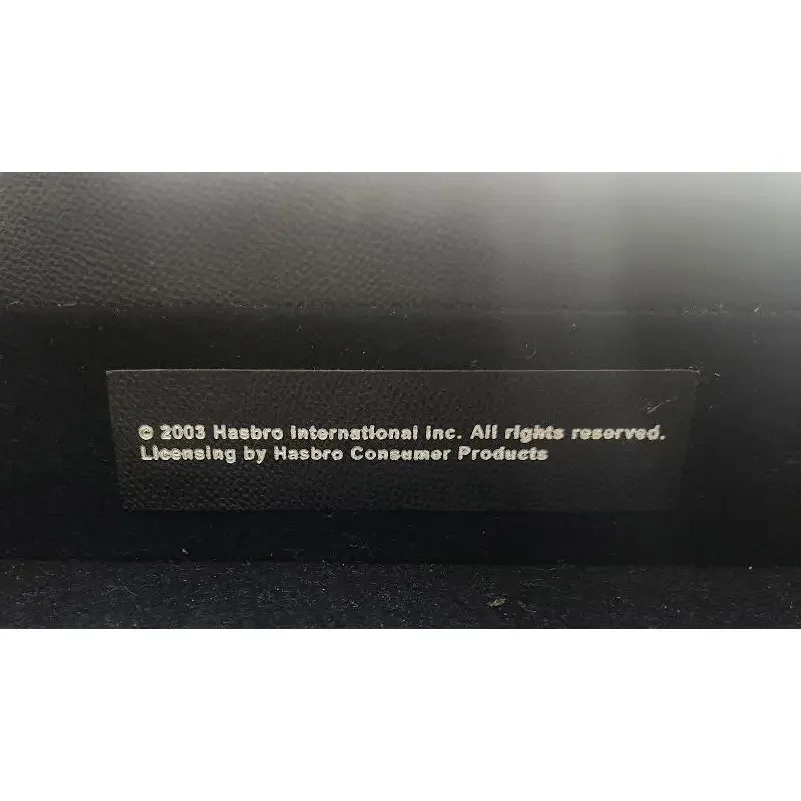 © 2003 Hasbro International Inc. All rights reserved.
Licensing by Hasbro Consumer Products